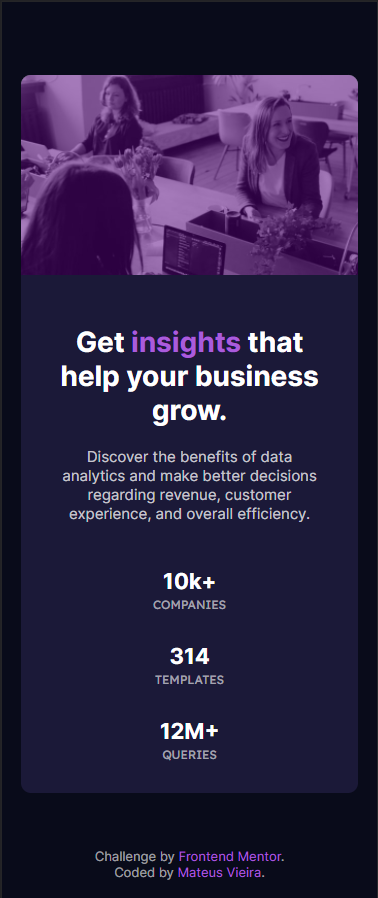 Get insights that
help your business
grow.
Discover the benefits of data
analytics and make better decisions
regarding revenue, customer
experience, and overall efficiency.
10k+
COMPANIES
314
TEMPLATES
12M+
QUERIES
Challenge by Frontend Mentor.
Coded by Mateus Vieira.